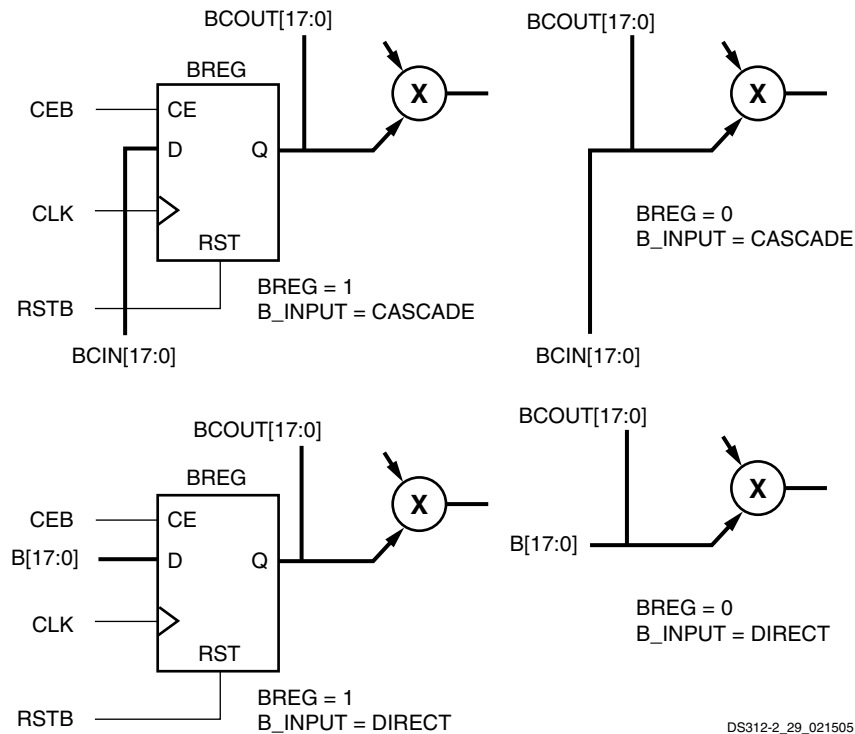 BCOUT[17:0]
BREG
X
CEB
CE
D
Q
CLK
RST
RSTB
BREG = 1
B_INPUT = CASCADE
BCIN[17:0]
BCOUT[17:0]
X
BREG = 0
B_INPUT = CASCADE
BCIN[17:0]
BCOUT[17:0]
BREG
X
CEB
CE
B[17:0]
D
Q
CLK
RST
RSTB
BREG = 1
B_INPUT = DIRECT
BCOUT[17:0]
X
B[17:0]
BREG = 0
B_INPUT = DIRECT
DS312-2_29_021505